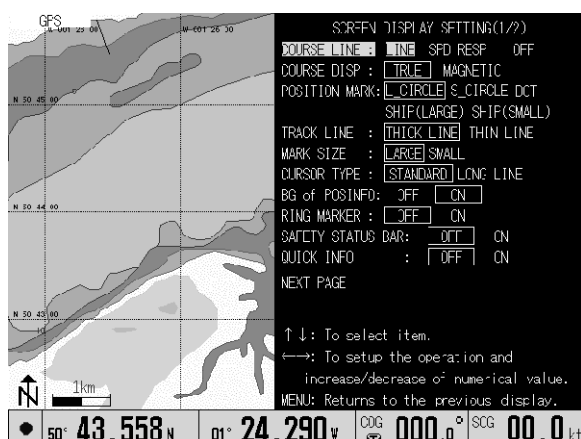 GPS
W 001 28 00
W-001 26 30
N 50 45 00
N 50 44 00
N 50 43 00
1km
N
SCREEN DISPLAY SETTING(1/2)
COURSE LINE : LINE SPD RESP OFF
COURSE DISP : TRUE MAGNETIC
POSITION MARK: L_CIRCLE S_CIRCLE DOT
SHIP(LARGE) SHIP(SMALL)
TRACK LINE : THICK LINE THIN LINE
MARK SIZE : LARGE SMALL
CURSOR TYPE : STANDARD LONG LINE
BG of POSINFO: OFF ON
RING MARKER : OFF ON
SAFETY STATUS BAR: OFF ON
QUICK INFO : OFF ON
NEXT PAGE
↑↓: To select item.
←→: To setup the operation and
increase/decrease of numerical value.
MENU: Returns to the previous display.
50° 43.558 N 01° 24.290 W COG 000.0° SOG 00.0 kt